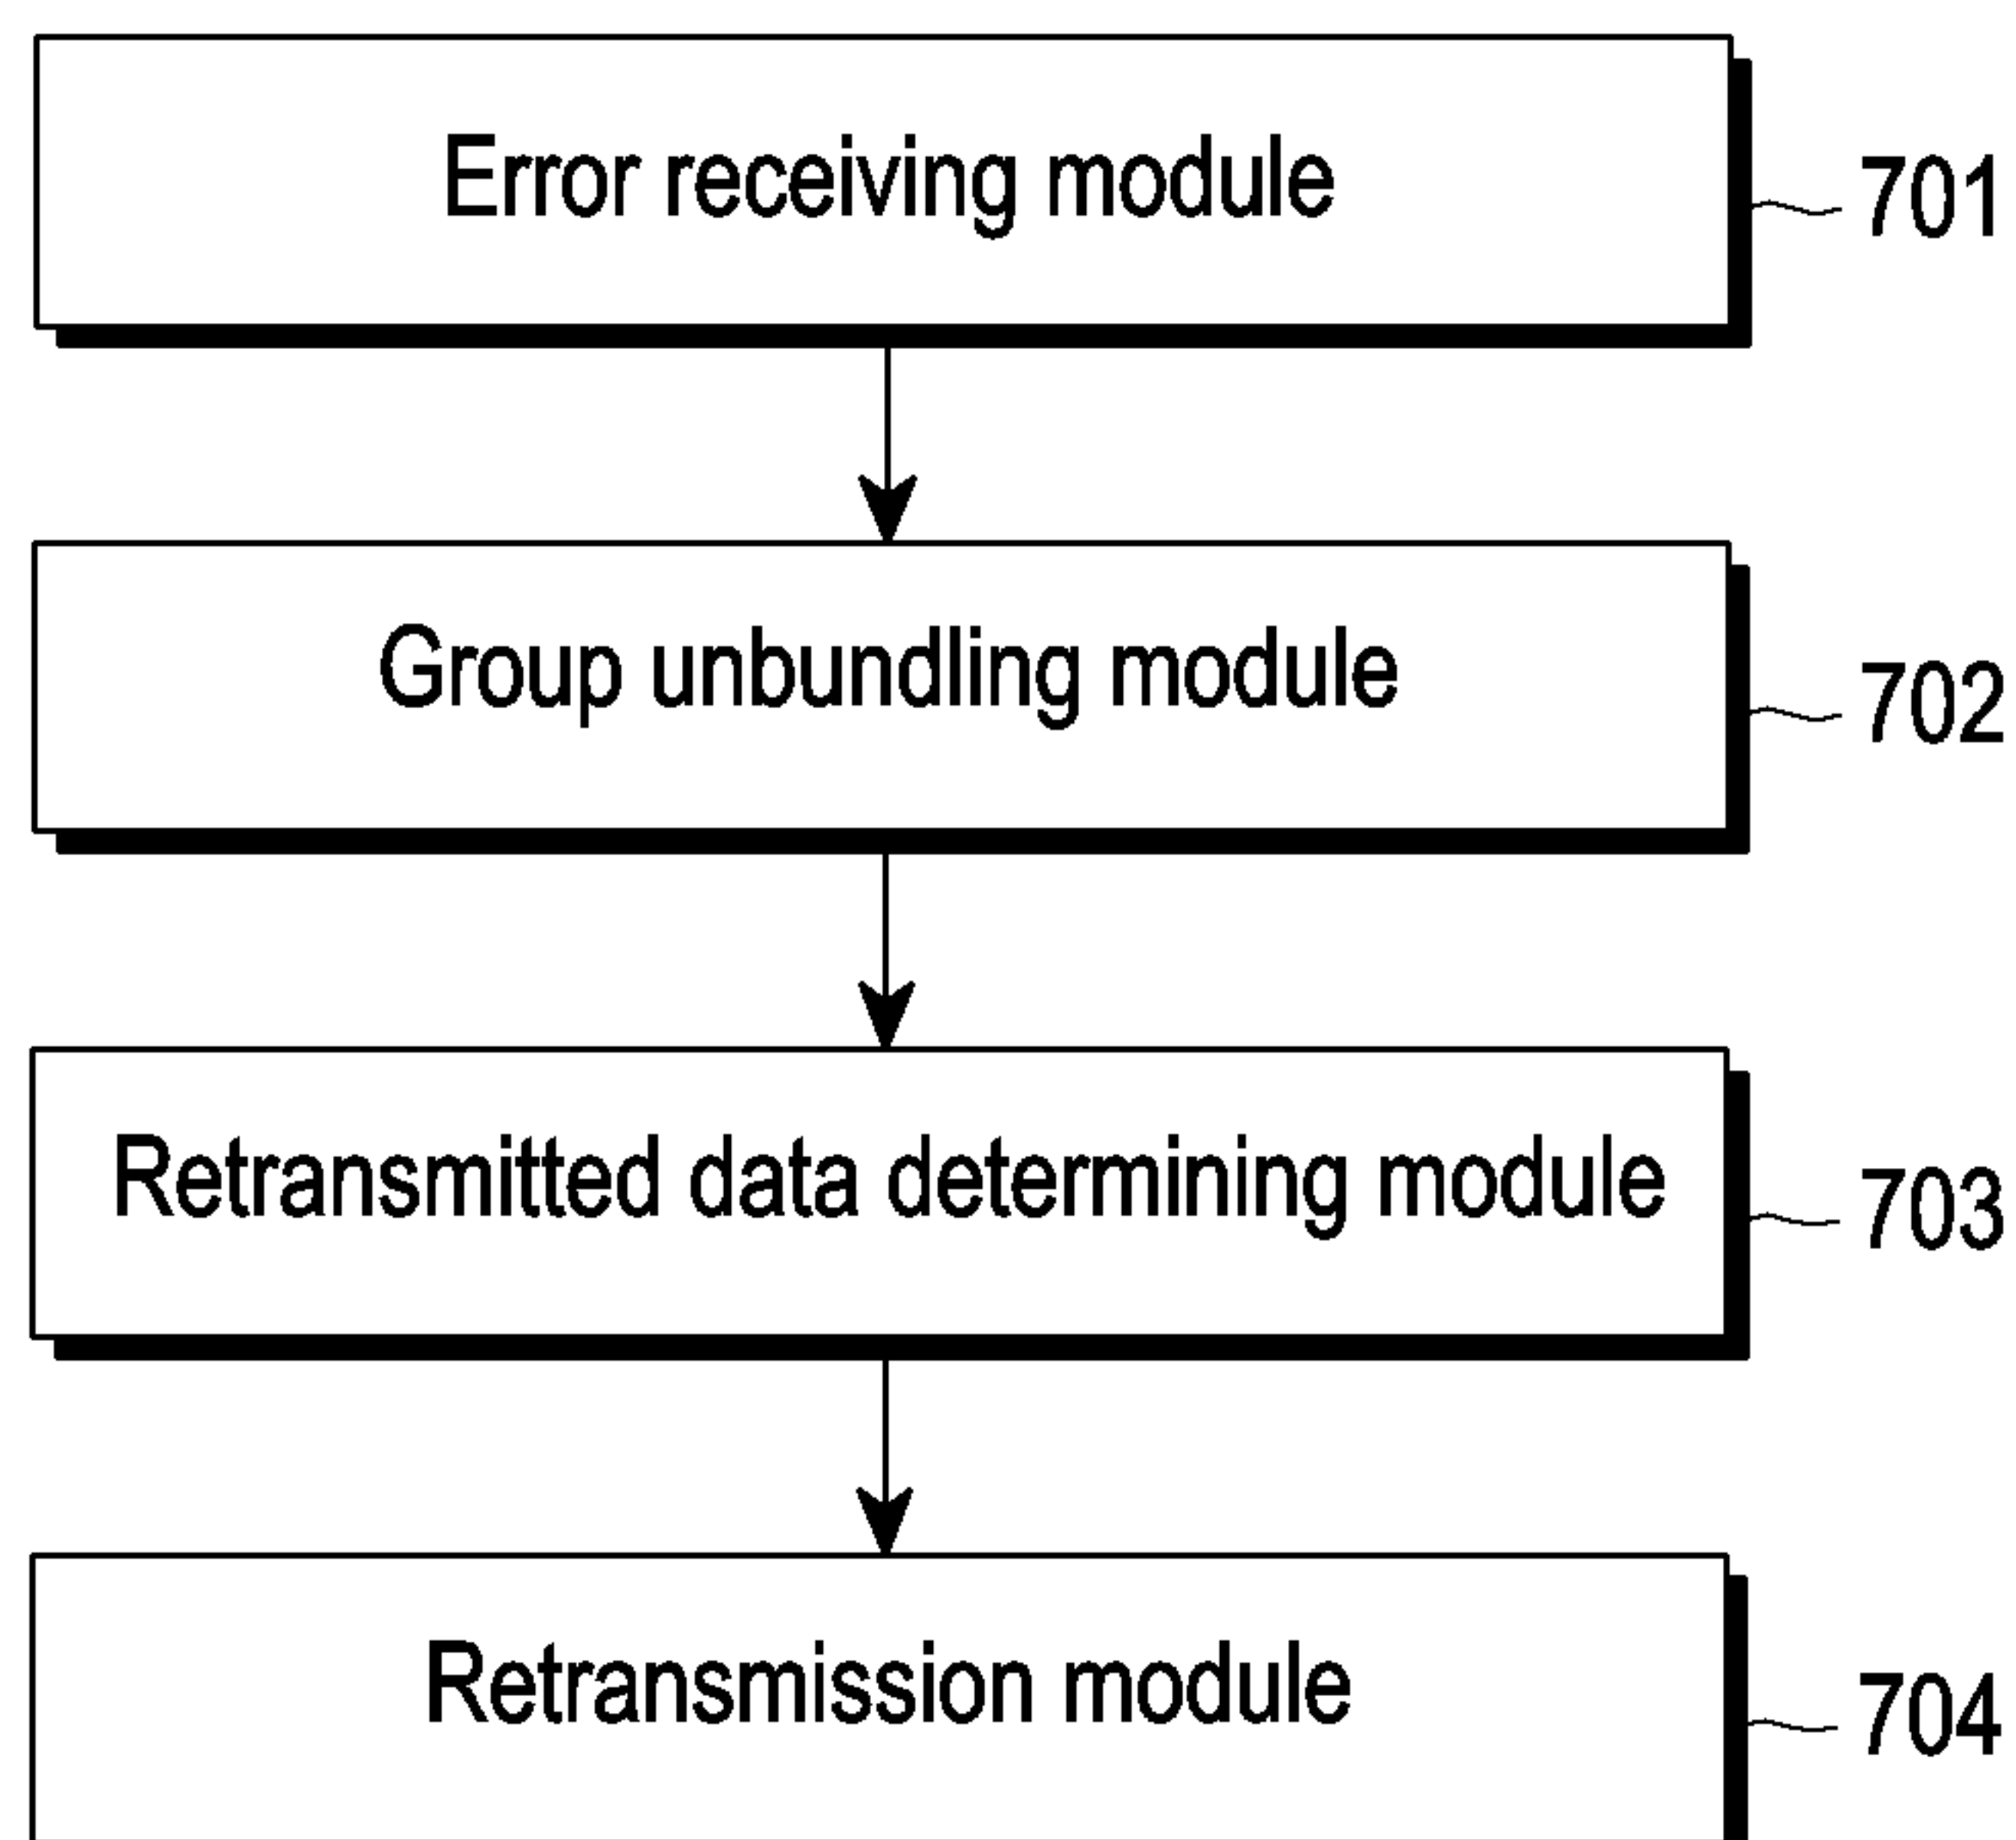 Error receiving module
701
Group unbundling module
702
Retransmitted data determining module
703
Retransmission module
704